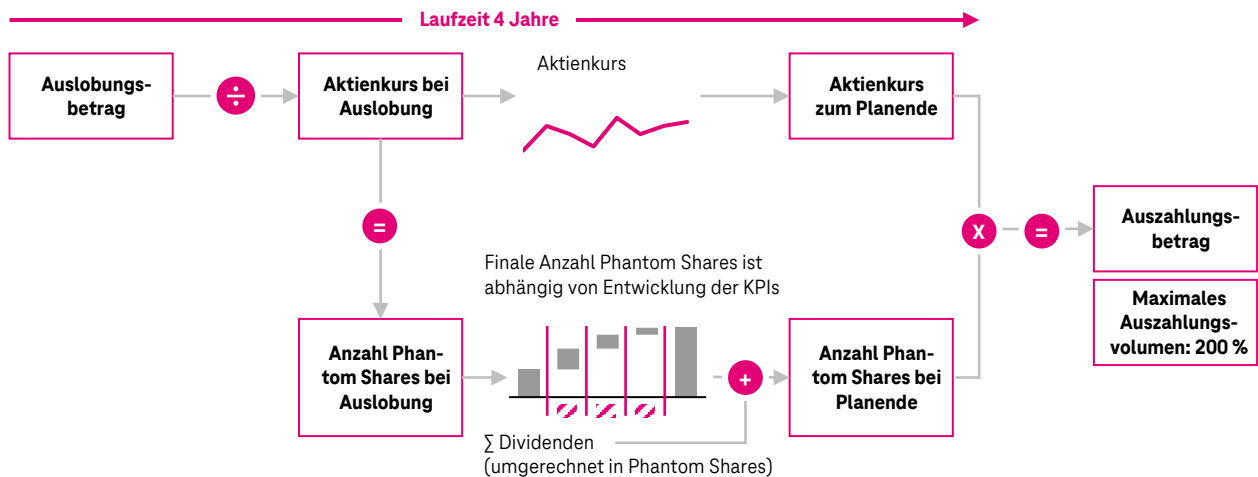 Laufzeit 4 Jahre
Auslobungs-
betrag
÷
Aktienkurs bei
Auslobung
Aktienkurs
Aktienkurs
zum Planende
=
X
=
Auszahlungs-
betrag
Maximales
Auszahlungs-
volumen: 200 %
Finale Anzahl Phantom Shares ist
abhängig von Entwicklung der KPIs
Anzahl Phan-
tom Shares bei
Auslobung
+
Anzahl Phan-
tom Shares bei
Planende
∑ Dividenden
(umgerechnet in Phantom Shares)